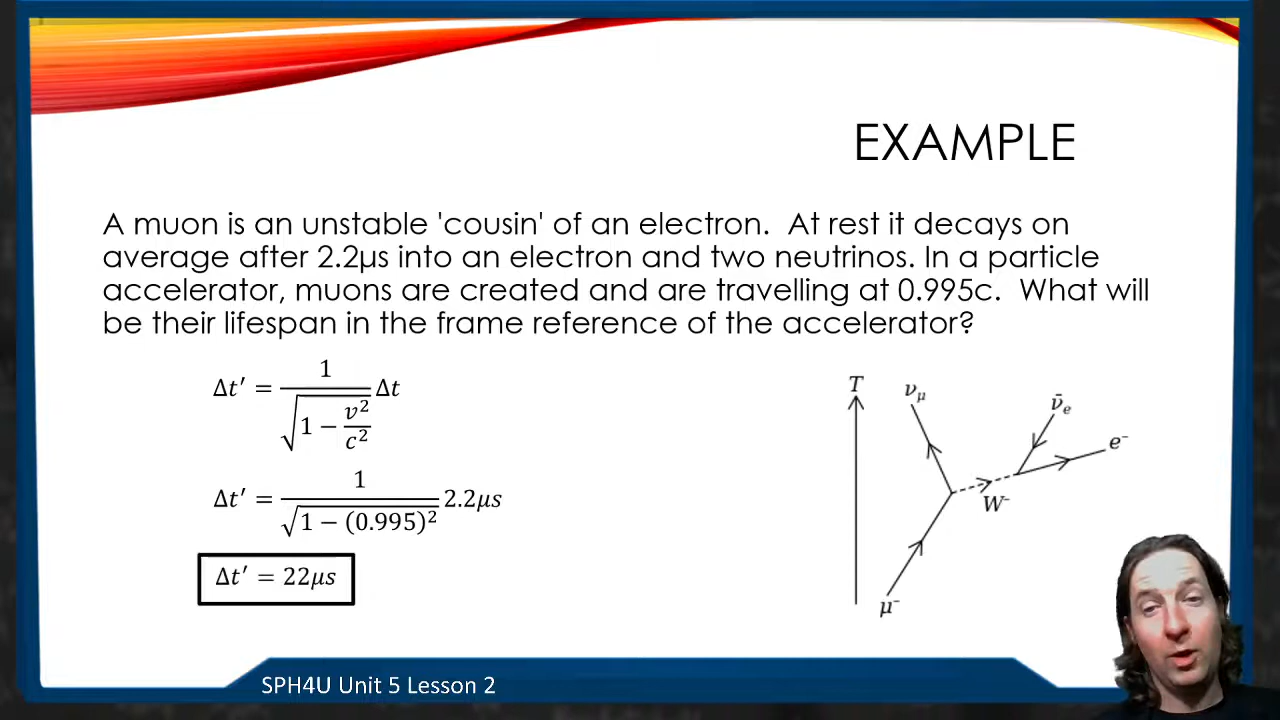 EXAMPLE
A muon is an unstable 'cousin' of an electron.  At rest it decays on
average after 2.2µs into an electron and two neutrinos. In a particle
accelerator, muons are created and are travelling at 0.995c.  What will
be their lifespan in the frame reference of the accelerator?
Δt′ = 1 / √(1 − v²/c²) Δt
Δt′ = 1 / √(1 − (0.995)²) 2.2μs
Δt′ = 22μs
T
ν_μ
ν̄_e
e⁻
W⁻
μ⁻
SPH4U Unit 5 Lesson 2